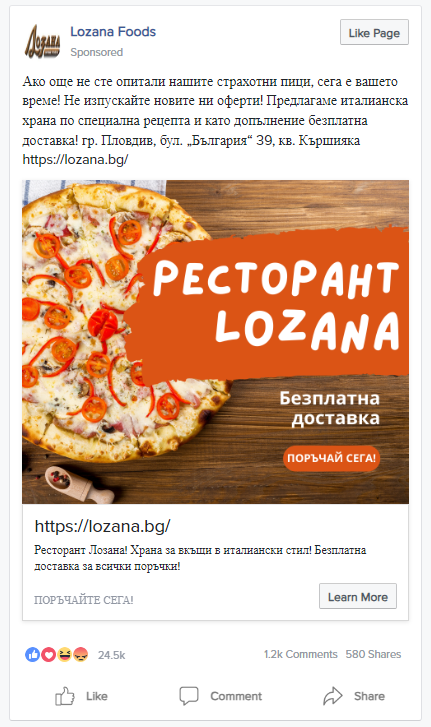 Lozana
Lozana Foods
Sponsored
Like Page
Ако още не сте опитали нашите страхотни пици, сега е вашето
време! Не изпускайте новите ни оферти! Предлагаме италианска
храна по специална рецепта и като допълнение безплатна
доставка! гр. Пловдив, бул. „България“ 39, кв. Кършияка
https://lozana.bg/
РЕСТОРАНТ
LOZANA
Безплатна
доставка
ПОРЪЧАЙ СЕГА!
https://lozana.bg/
Ресторант Лозана! Храна за вкъщи в италиански стил! Безплатна
доставка за всички поръчки!
ПОРЪЧАЙТЕ СЕГА!
Learn More
24.5k
1.2k Comments 580 Shares
Like Comment Share